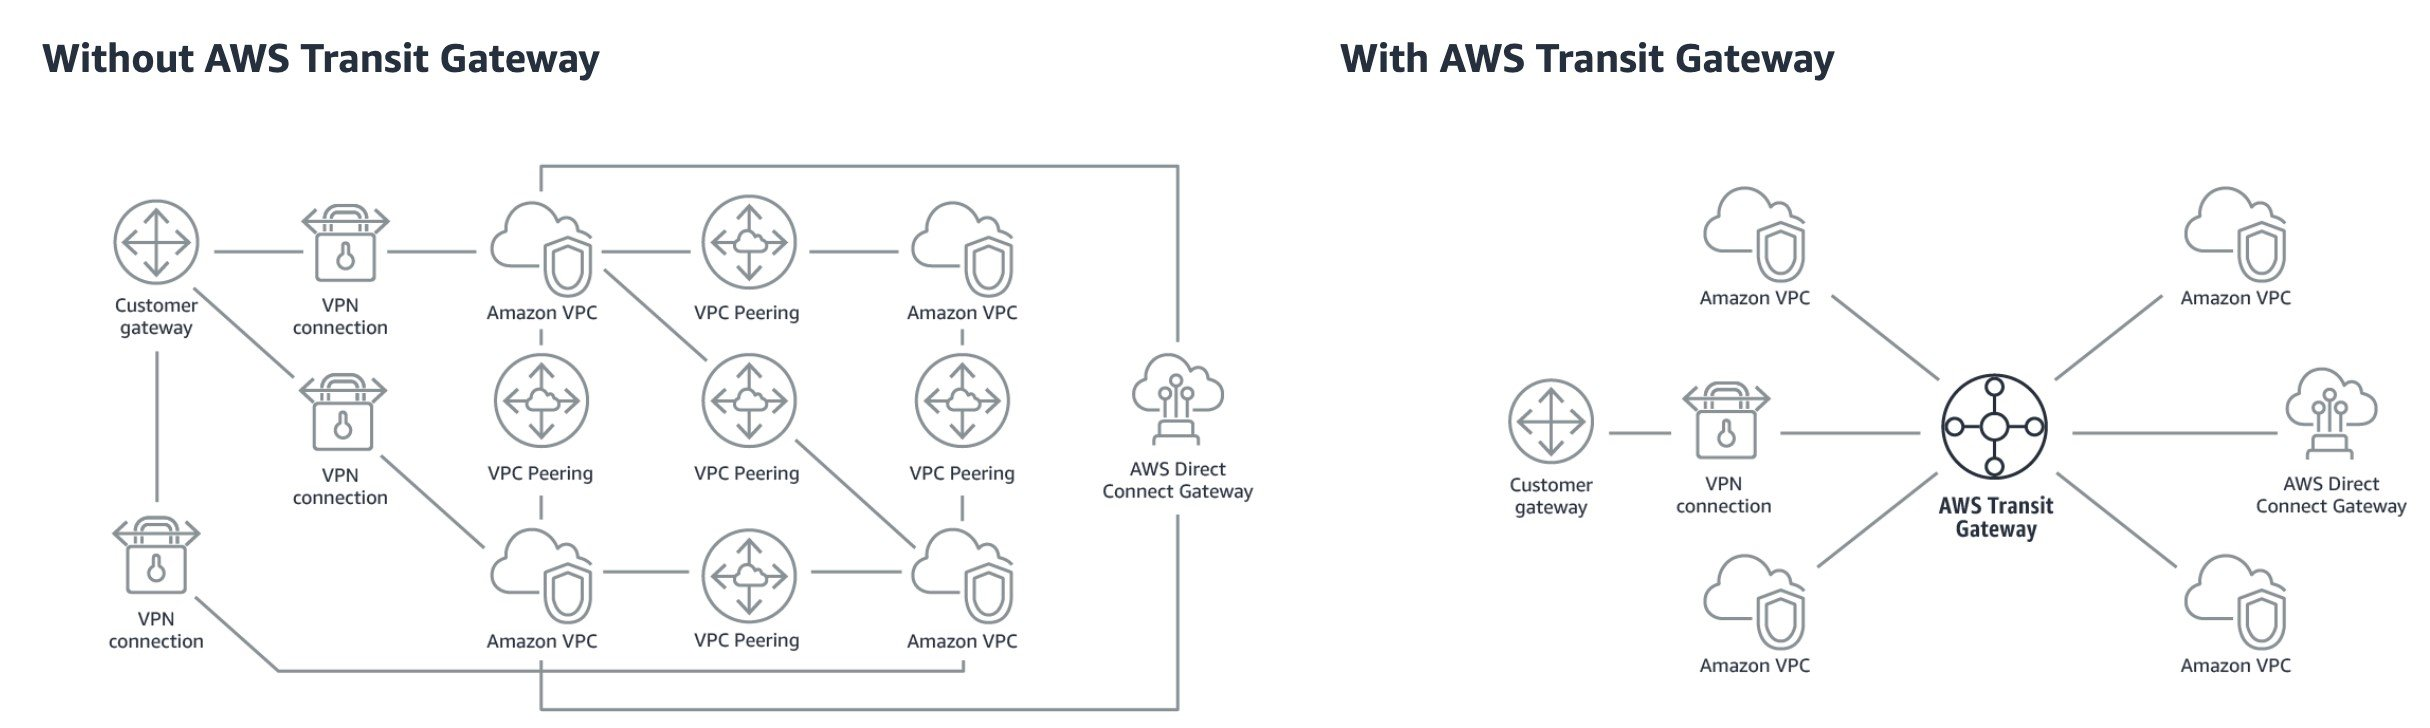 Without AWS Transit Gateway
With AWS Transit Gateway
Customer
gateway
VPN
connection
Amazon VPC
VPC Peering
Amazon VPC
VPN
connection
VPC Peering
VPC Peering
VPC Peering
AWS Direct
Connect Gateway
VPN
connection
Amazon VPC
VPC Peering
Amazon VPC
Amazon VPC
Amazon VPC
Customer
gateway
VPN
connection
AWS Transit
Gateway
AWS Direct
Connect Gateway
Amazon VPC
Amazon VPC